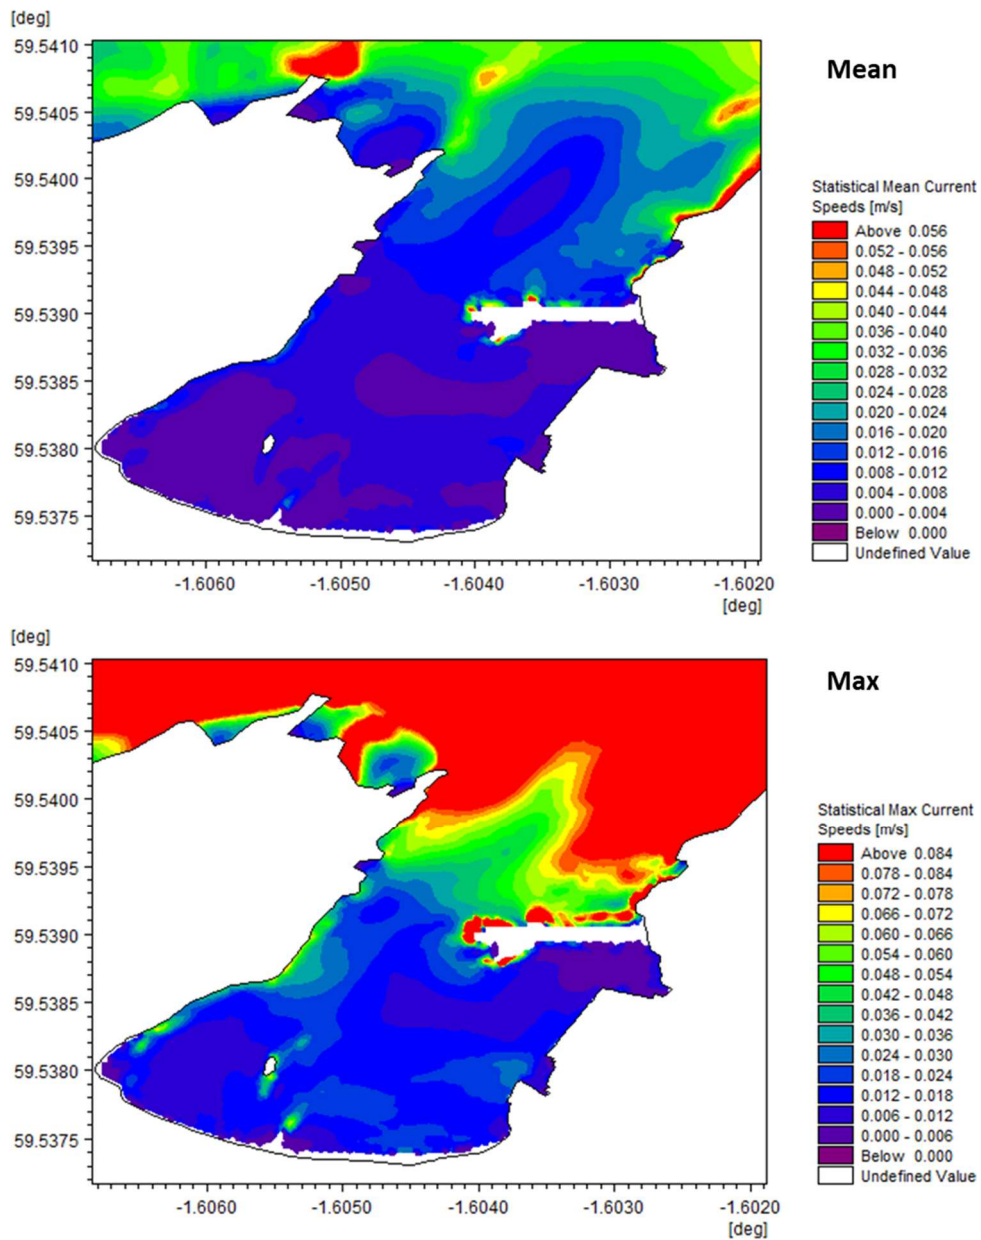 [deg]
59.5410
59.5405
59.5400
59.5395
59.5390
59.5385
59.5380
59.5375
-1.6060
-1.6050
-1.6040
-1.6030
-1.6020
[deg]
Mean
Statistical Mean Current
Speeds [m/s]
Above 0.056
0.052 - 0.056
0.048 - 0.052
0.044 - 0.048
0.040 - 0.044
0.036 - 0.040
0.032 - 0.036
0.028 - 0.032
0.024 - 0.028
0.020 - 0.024
0.016 - 0.020
0.012 - 0.016
0.008 - 0.012
0.004 - 0.008
0.000 - 0.004
Below 0.000
Undefined Value
[deg]
59.5410
59.5405
59.5400
59.5395
59.5390
59.5385
59.5380
59.5375
-1.6060
-1.6050
-1.6040
-1.6030
-1.6020
[deg]
Max
Statistical Max Current
Speeds [m/s]
Above 0.084
0.078 - 0.084
0.072 - 0.078
0.066 - 0.072
0.060 - 0.066
0.054 - 0.060
0.048 - 0.054
0.042 - 0.048
0.036 - 0.042
0.030 - 0.036
0.024 - 0.030
0.018 - 0.024
0.012 - 0.018
0.006 - 0.012
0.000 - 0.006
Below 0.000
Undefined Value